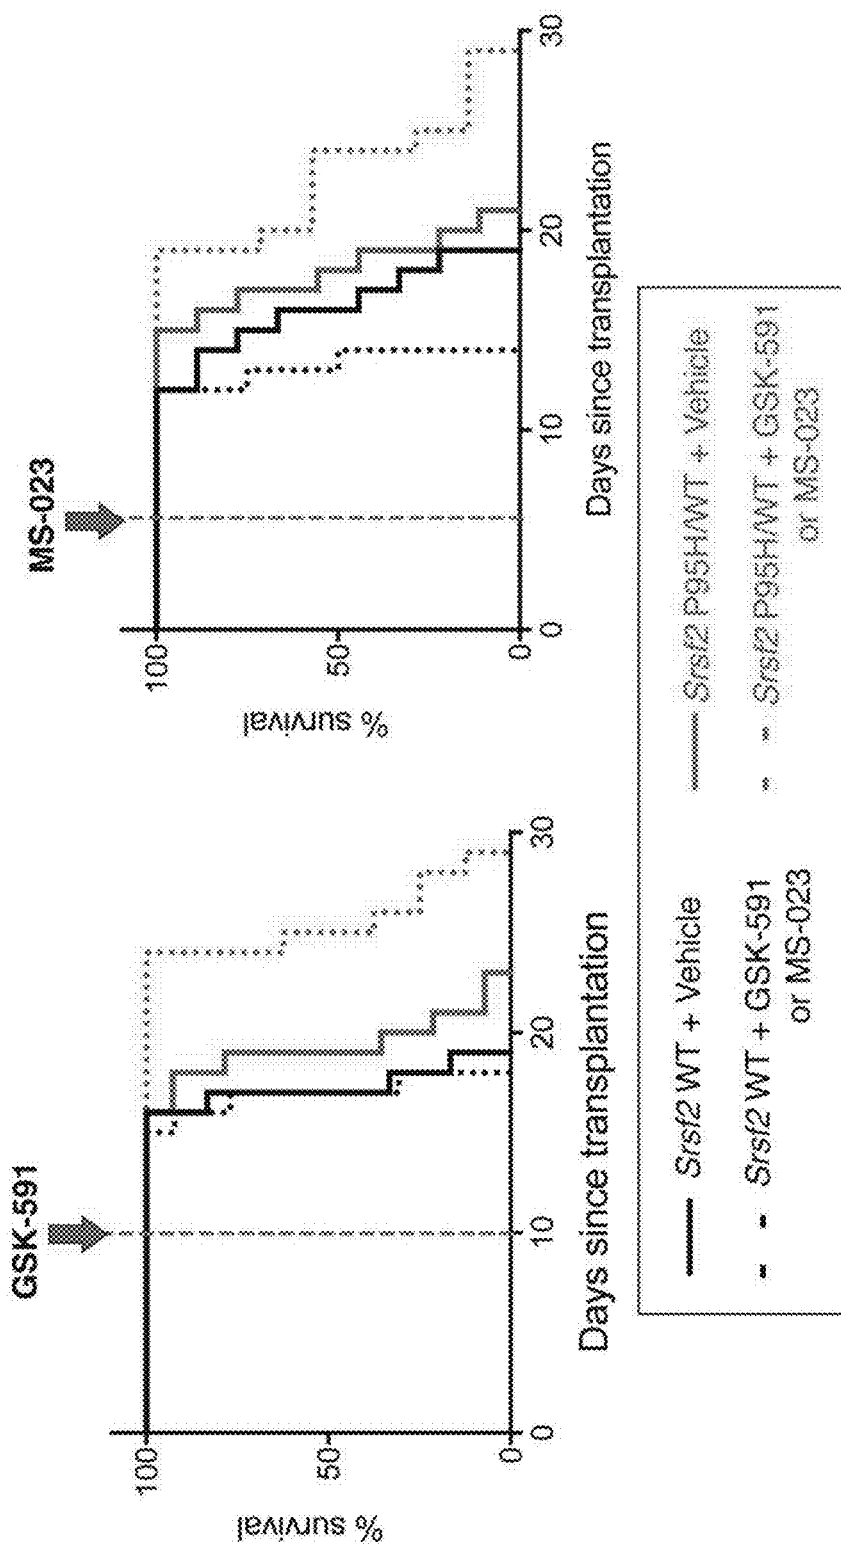 GSK-591
% survival
100
50
0
0
10
20
30
Days since transplantation
MS-023
% survival
100
50
0
0
10
20
30
Days since transplantation
Srsf2 WT + Vehicle
Srsf2 P95H/WT + Vehicle
Srsf2 WT + GSK-591
or MS-023
Srsf2 P95H/WT + GSK-591
or MS-023